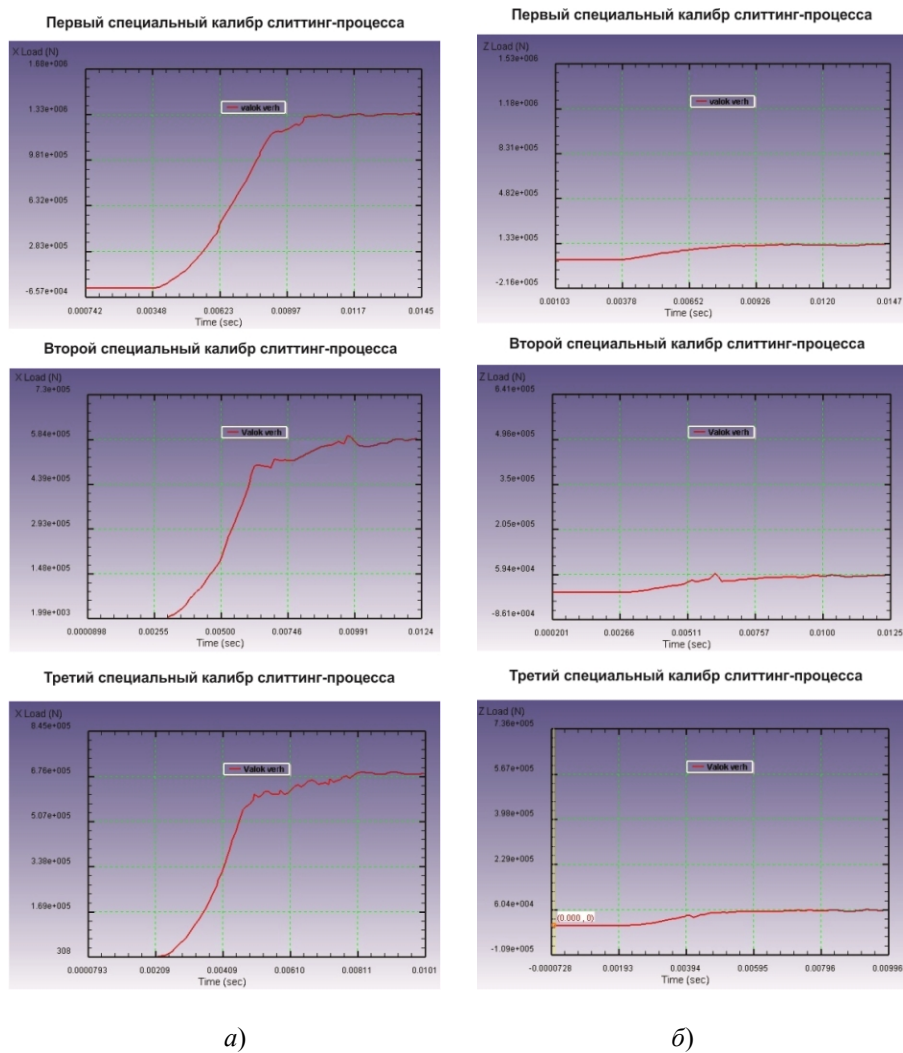 Первый специальный калибр слиттинг-процесса
X Load (N)
1.68e+006
valok verh
1.33e+006
9.81e+005
6.32e+005
2.83e+005
-6.57e+004
0.000742 0.00348 0.00623 0.00897 0.0117 0.0145
Time (sec)
Первый специальный калибр слиттинг-процесса
Z Load (N)
1.53e+006
valok verh
1.18e+006
8.31e+005
4.82e+005
1.33e+005
-2.16e+005
0.00103 0.00378 0.00652 0.00926 0.0120 0.0147
Time (sec)
Второй специальный калибр слиттинг-процесса
X Load (N)
7.3e+005
Valok verh
5.84e+005
4.39e+005
2.93e+005
1.48e+005
1.99e+003
0.0000898 0.00255 0.00500 0.00746 0.00991 0.0124
Time (sec)
Второй специальный калибр слиттинг-процесса
Z Load (N)
6.41e+005
Valok verh
4.96e+005
3.5e+005
2.05e+005
5.94e+004
-8.61e+004
0.000201 0.00266 0.00511 0.00757 0.0100 0.0125
Time (sec)
Третий специальный калибр слиттинг-процесса
X Load (N)
8.45e+005
Valok verh
6.76e+005
5.07e+005
3.38e+005
1.69e+005
308
0.0000793 0.00209 0.00409 0.00610 0.00811 0.0101
Time (sec)
Третий специальный калибр слиттинг-процесса
Z Load (N)
7.36e+005
Valok verh
5.67e+005
3.98e+005
2.29e+005
6.04e+004
(0.000 , 0)
-1.09e+005
-0.0000728 0.00193 0.00394 0.00595 0.00796 0.00996
Time (sec)
а) б)